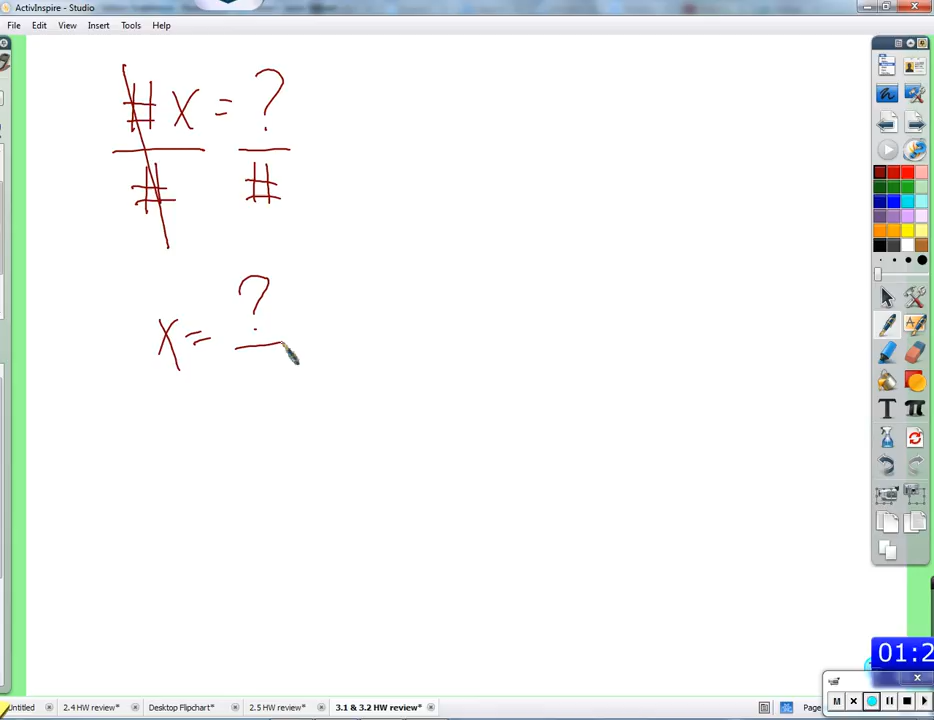 ActivInspire - Studio
File Edit View Insert Tools Help
# x = ?
# #
x = ?
01:2
Untitled 2.4 HW review* Desktop Flipchart* 2.5 HW review* 3.1 & 3.2 HW review* Page
M